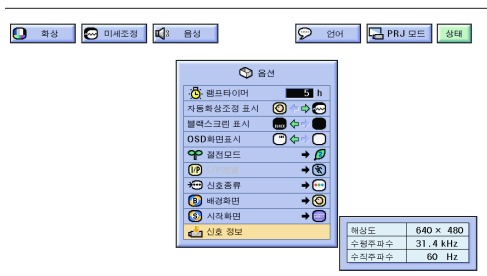 화상
미세조정
음성
언어
PRJ 모드
상태
옵션
램프타이머 5 h
자동화상조정 표시
블랙스크린 표시
OSD화면표시
절전모드
I/P
신호종류
B 배경화면
S 시작화면
신호 정보
해상도 640 × 480
수평주파수 31.4 kHz
수직주파수 60 Hz